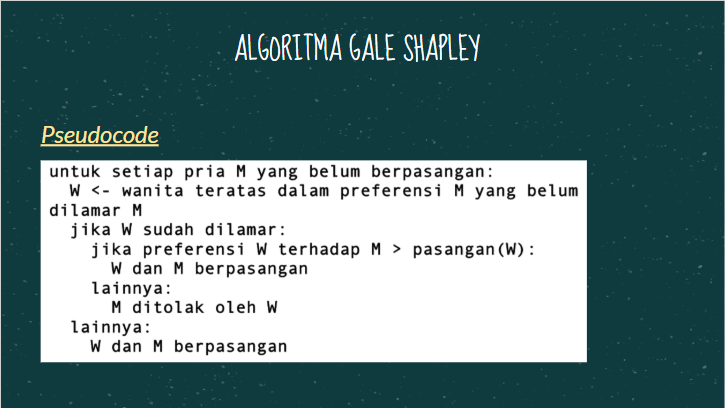 ALGORITMA GALE SHAPLEY
Pseudocode
untuk setiap pria M yang belum berpasangan:
W <- wanita teratas dalam preferensi M yang belum
dilamar M
jika W sudah dilamar:
jika preferensi W terhadap M > pasangan(W):
W dan M berpasangan
lainnya:
M ditolak oleh W
lainnya:
W dan M berpasangan